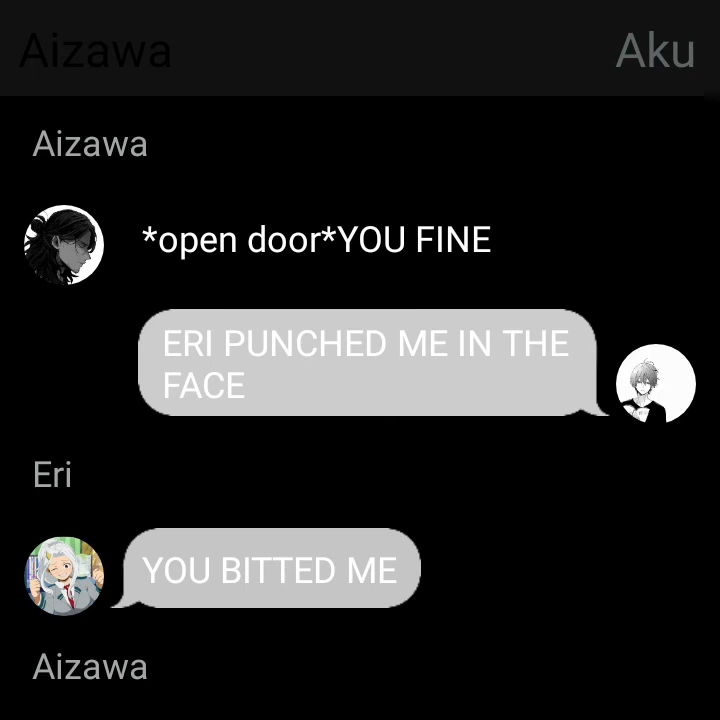 Aizawa
Aku
Aizawa
*open door*YOU FINE
ERI PUNCHED ME IN THE
FACE
Eri
YOU BITTED ME
Aizawa